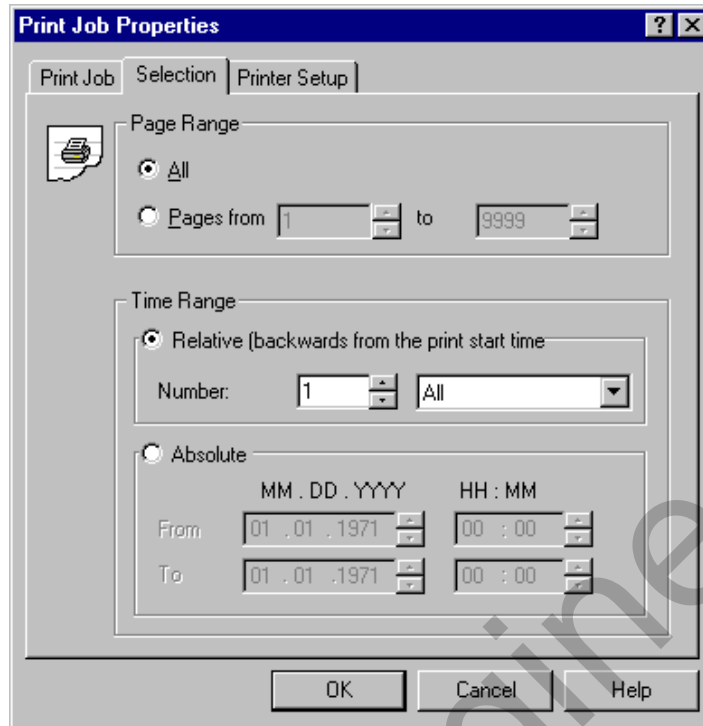 Print Job Properties
Print Job Selection Printer Setup
Page Range
All
Pages from 1 to 9999
Time Range
Relative (backwards from the print start time
Number: 1 All
Absolute
MM . DD . YYYY HH : MM
From 01 . 01 . 1971 00 : 00
To 01 . 01 . 1971 00 : 00
OK Cancel Help